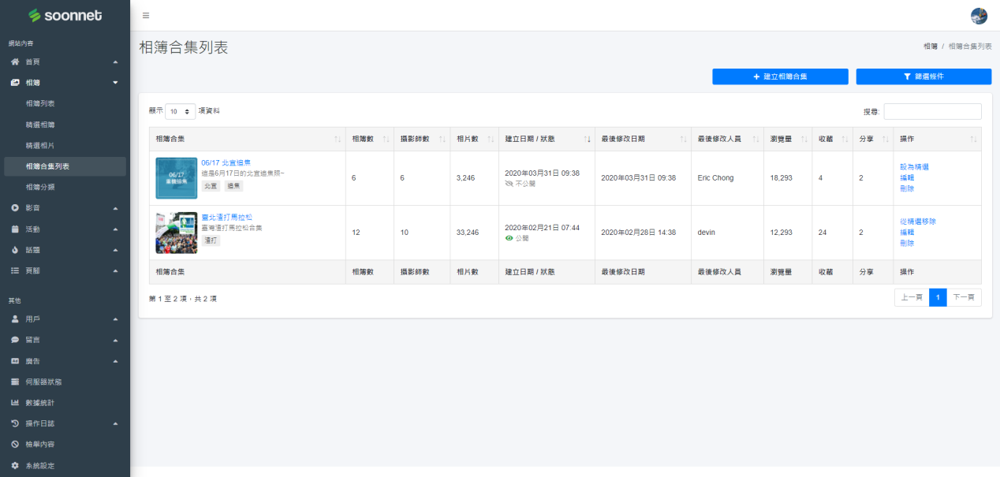 soonnet
網站內容
首頁
相簿
相簿列表
精選相簿
精選相片
相簿合集列表
相簿分類
影音
活動
話題
頁腳
其他
用戶
留言
廣告
伺服器狀態
數據統計
操作日誌
檢舉內容
系統設定
相簿合集列表
相簿 / 相簿合集列表
建立相簿合集
篩選條件
顯示 10 項資料
搜尋:
相簿合集 相簿數 攝影師數 相片數 建立日期 / 狀態 最後修改日期 最後修改人員 瀏覽量 收藏 分享 操作
06/17
06/17 北宜追焦
這是6月17日的北宜追焦照~
北宜 追焦
6 6 3,246
2020年03月31日 09:38
不公開
2020年03月31日 09:38 Eric Chong 18,293 4 2
設為精選
編輯
刪除
臺北渣打馬拉松
臺灣渣打馬拉松合集
渣打
12 10 33,246
2020年02月21日 07:44
公開
2020年02月28日 14:38 devin 12,293 24 2
從精選移除
編輯
刪除
相簿合集 相簿數 攝影師數 相片數 建立日期 / 狀態 最後修改日期 最後修改人員 瀏覽量 收藏 分享 操作
第 1 至 2 項，共 2 項
上一頁 1 下一頁